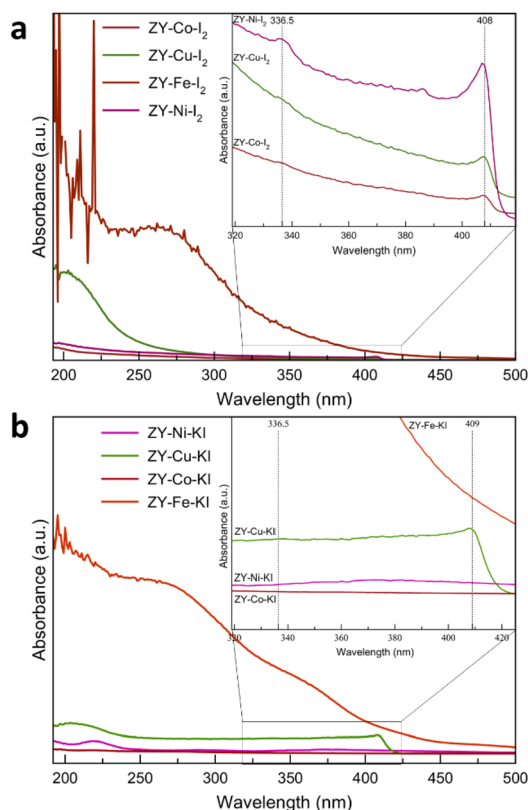 a
ZY-Co-I2
ZY-Cu-I2
ZY-Fe-I2
ZY-Ni-I2
ZY-Ni-I2
336.5
408
ZY-Cu-I2
ZY-Co-I2
Absorbance (a.u.)
320
340
360
380
400
Wavelength (nm)
Absorbance (a.u.)
200
250
300
350
400
450
500
Wavelength (nm)
b
ZY-Ni-KI
ZY-Cu-KI
ZY-Co-KI
ZY-Fe-KI
336.5
ZY-Fe-KI
409
ZY-Cu-KI
ZY-Ni-KI
ZY-Co-KI
Absorbance (a.u.)
320
340
360
380
400
420
Wavelength (nm)
Absorbance (a.u.)
200
250
300
350
400
450
500
Wavelength (nm)